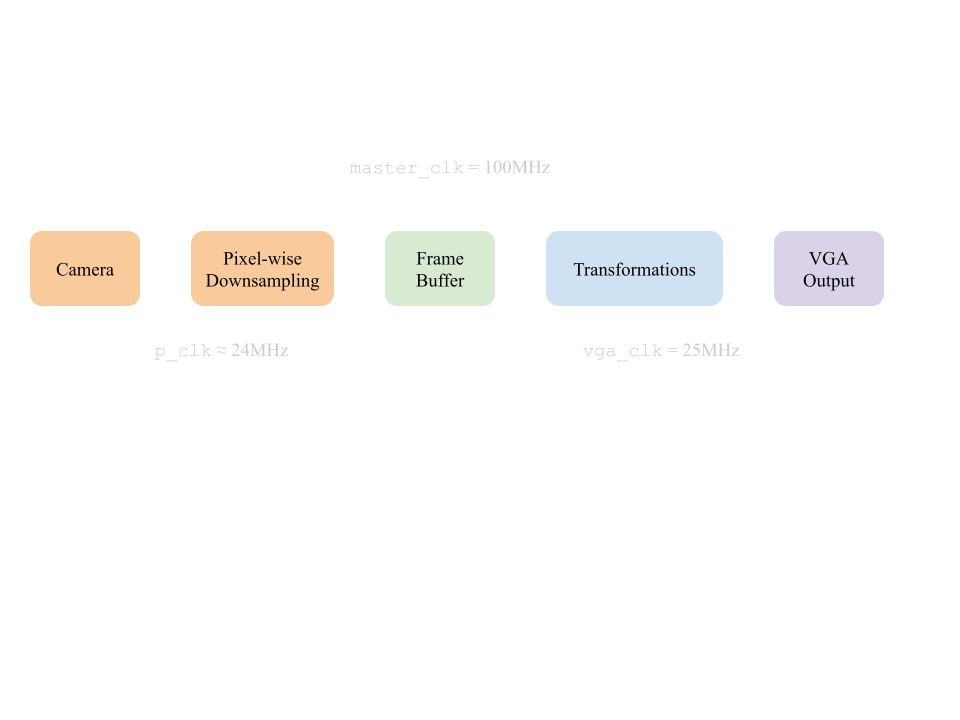 master_clk = 100MHz
Camera
Pixel-wise
Downsampling
Frame
Buffer
Transformations
VGA
Output
p_clk ≈ 24MHz
vga_clk = 25MHz